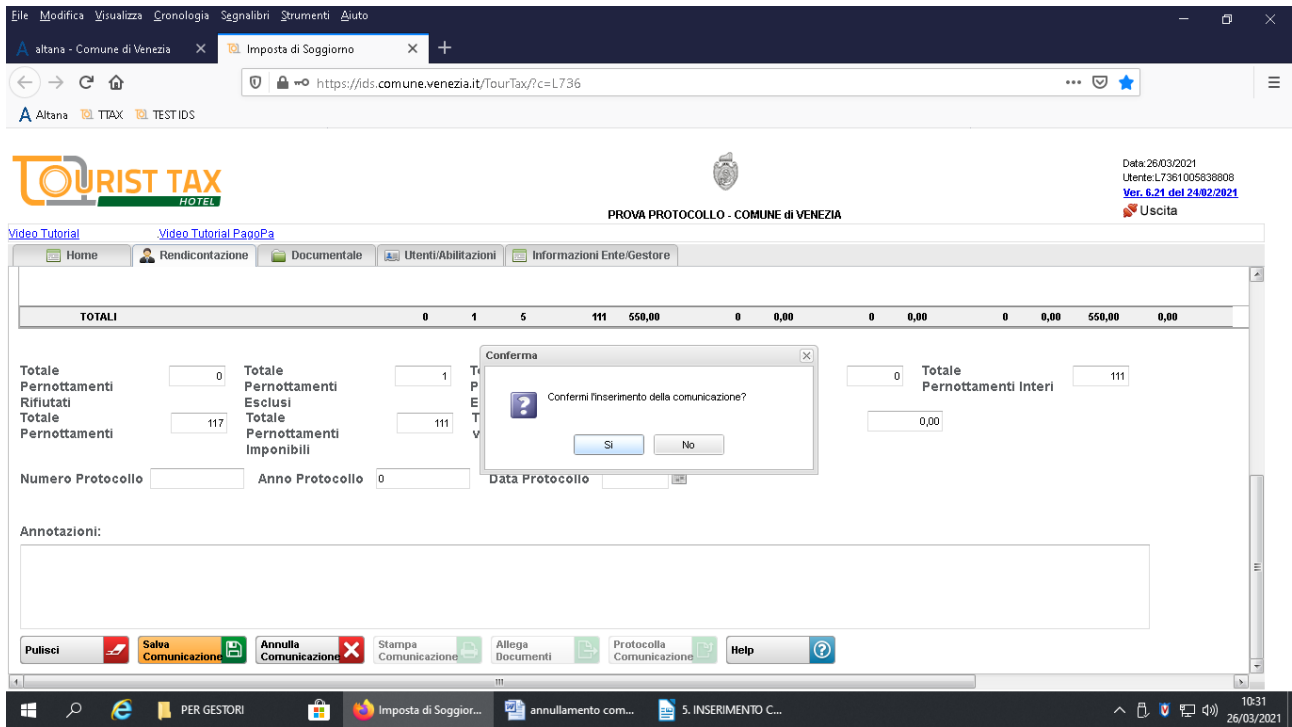 File Modifica Visualizza Cronologia Segnalibri Strumenti Aiuto
altana - Comune di Venezia
Imposta di Soggiorno
https://ids.comune.venezia.it/TourTax/?c=L736
Altana TTAX TEST IDS
TOURIST TAX
HOTEL
PROVA PROTOCOLLO - COMUNE di VENEZIA
Data:26/03/2021
Utente:L7361005838808
Ver. 6.21 del 24/02/2021
Uscita
Video Tutorial .Video Tutorial PagoPa
Home Rendicontazione Documentale Utenti/Abilitazioni Informazioni Ente/Gestore
TOTALI 0 1 5 111 550,00 0 0,00 0 0,00 0 0,00 550,00 0,00
Totale Pernottamenti Rifiutati 0
Totale Pernottamenti Esclusi 1
0
Totale Pernottamenti Interi 111
Totale Pernottamenti 117
Totale Pernottamenti Imponibili 111
0,00
Conferma
Confermi l'inserimento della comunicazione?
Si No
Numero Protocollo Anno Protocollo 0 Data Protocollo
Annotazioni:
Pulisci
Salva Comunicazione
Annulla Comunicazione
Stampa Comunicazione
Allega Documenti
Protocolla Comunicazione
Help
PER GESTORI
Imposta di Soggior...
annullamento com...
5. INSERIMENTO C...
10:31
26/03/2021